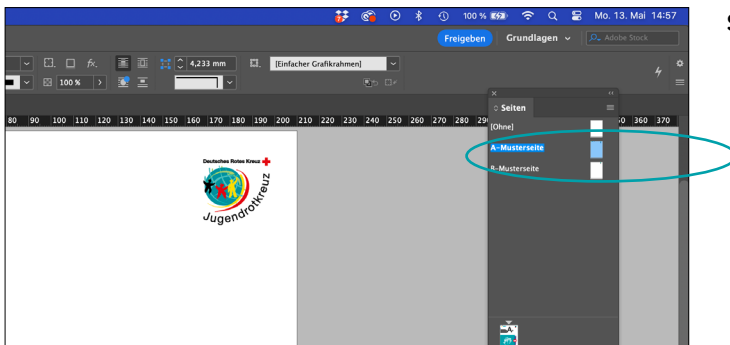 100 % Mo. 13. Mai 14:57
Freigeben Grundlagen Adobe Stock
fx. 4,233 mm [Einfacher Grafikrahmen]
100 %
Seiten
80 90 100 110 120 130 140 150 160 170 180 190 200 210 220 230 240 250 260 270 280 360 370
[Ohne]
A-Musterseite
B-Musterseite
Deutsches Rotes Kreuz
Jugendrotkreuz
A